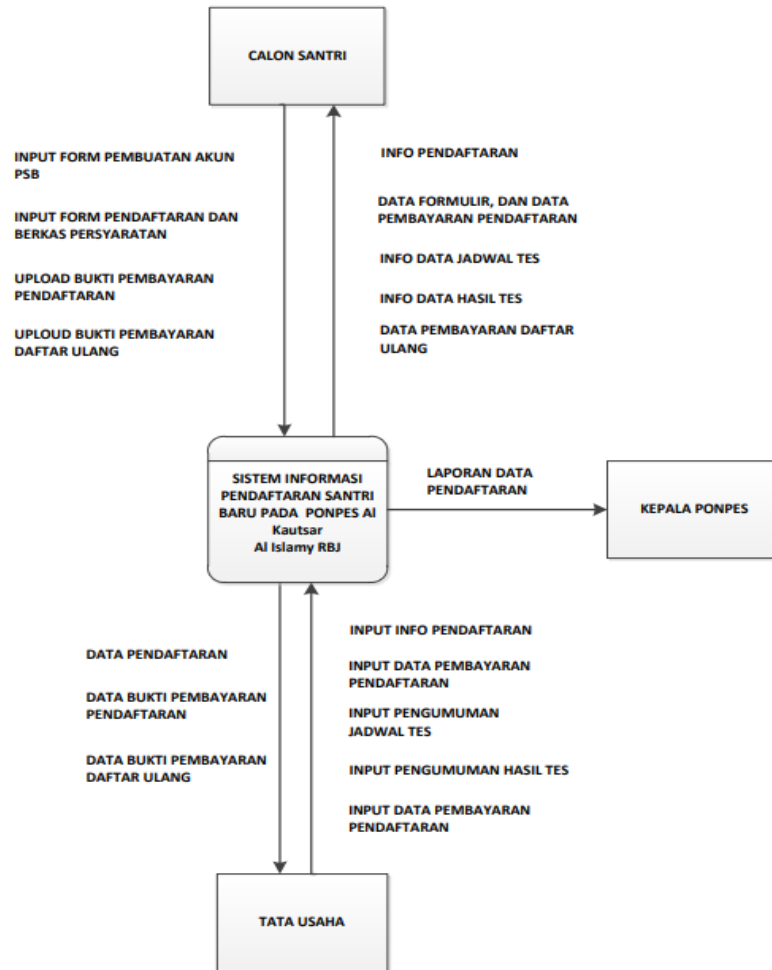 CALON SANTRI
INPUT FORM PEMBUATAN AKUN
PSB
INPUT FORM PENDAFTARAN DAN
BERKAS PERSYARATAN
UPLOAD BUKTI PEMBAYARAN
PENDAFTARAN
UPLOUD BUKTI PEMBAYARAN
DAFTAR ULANG
INFO PENDAFTARAN
DATA FORMULIR, DAN DATA
PEMBAYARAN PENDAFTARAN
INFO DATA JADWAL TES
INFO DATA HASIL TES
DATA PEMBAYARAN DAFTAR
ULANG
SISTEM INFORMASI
PENDAFTARAN SANTRI
BARU PADA PONPES Al
Kautsar
Al Islamy RBJ
LAPORAN DATA
PENDAFTARAN
KEPALA PONPES
DATA PENDAFTARAN
DATA BUKTI PEMBAYARAN
PENDAFTARAN
DATA BUKTI PEMBAYARAN
DAFTAR ULANG
INPUT INFO PENDAFTARAN
INPUT DATA PEMBAYARAN
PENDAFTARAN
INPUT PENGUMUMAN
JADWAL TES
INPUT PENGUMUMAN HASIL TES
INPUT DATA PEMBAYARAN
PENDAFTARAN
TATA USAHA